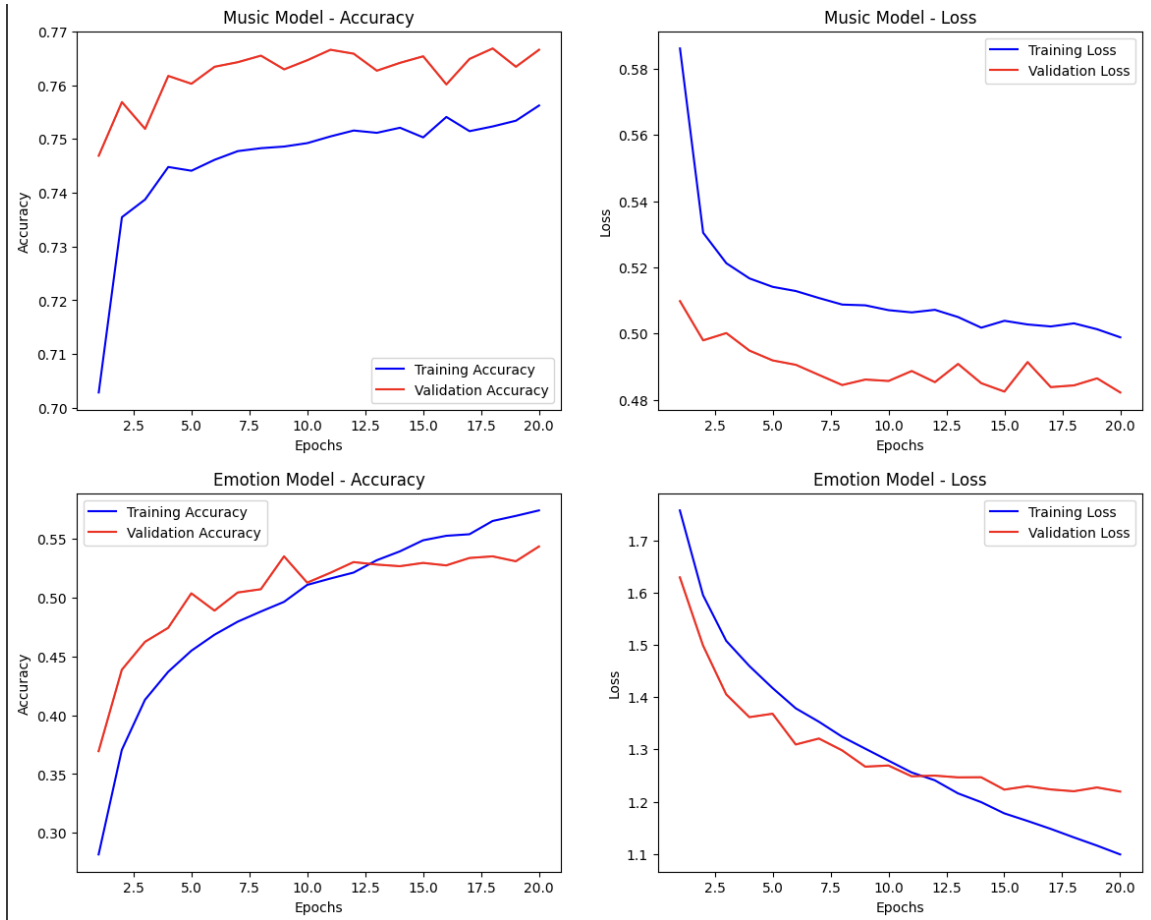 Music Model - Accuracy
0.77
0.76
0.75
0.74
0.73
0.72
0.71
0.70
Accuracy
Training Accuracy
Validation Accuracy
2.5 5.0 7.5 10.0 12.5 15.0 17.5 20.0
Epochs
Music Model - Loss
0.58
0.56
0.54
0.52
0.50
0.48
Loss
Training Loss
Validation Loss
2.5 5.0 7.5 10.0 12.5 15.0 17.5 20.0
Epochs
Emotion Model - Accuracy
Training Accuracy
Validation Accuracy
0.55
0.50
0.45
0.40
0.35
0.30
Accuracy
2.5 5.0 7.5 10.0 12.5 15.0 17.5 20.0
Epochs
Emotion Model - Loss
Training Loss
Validation Loss
1.7
1.6
1.5
1.4
1.3
1.2
1.1
Loss
2.5 5.0 7.5 10.0 12.5 15.0 17.5 20.0
Epochs